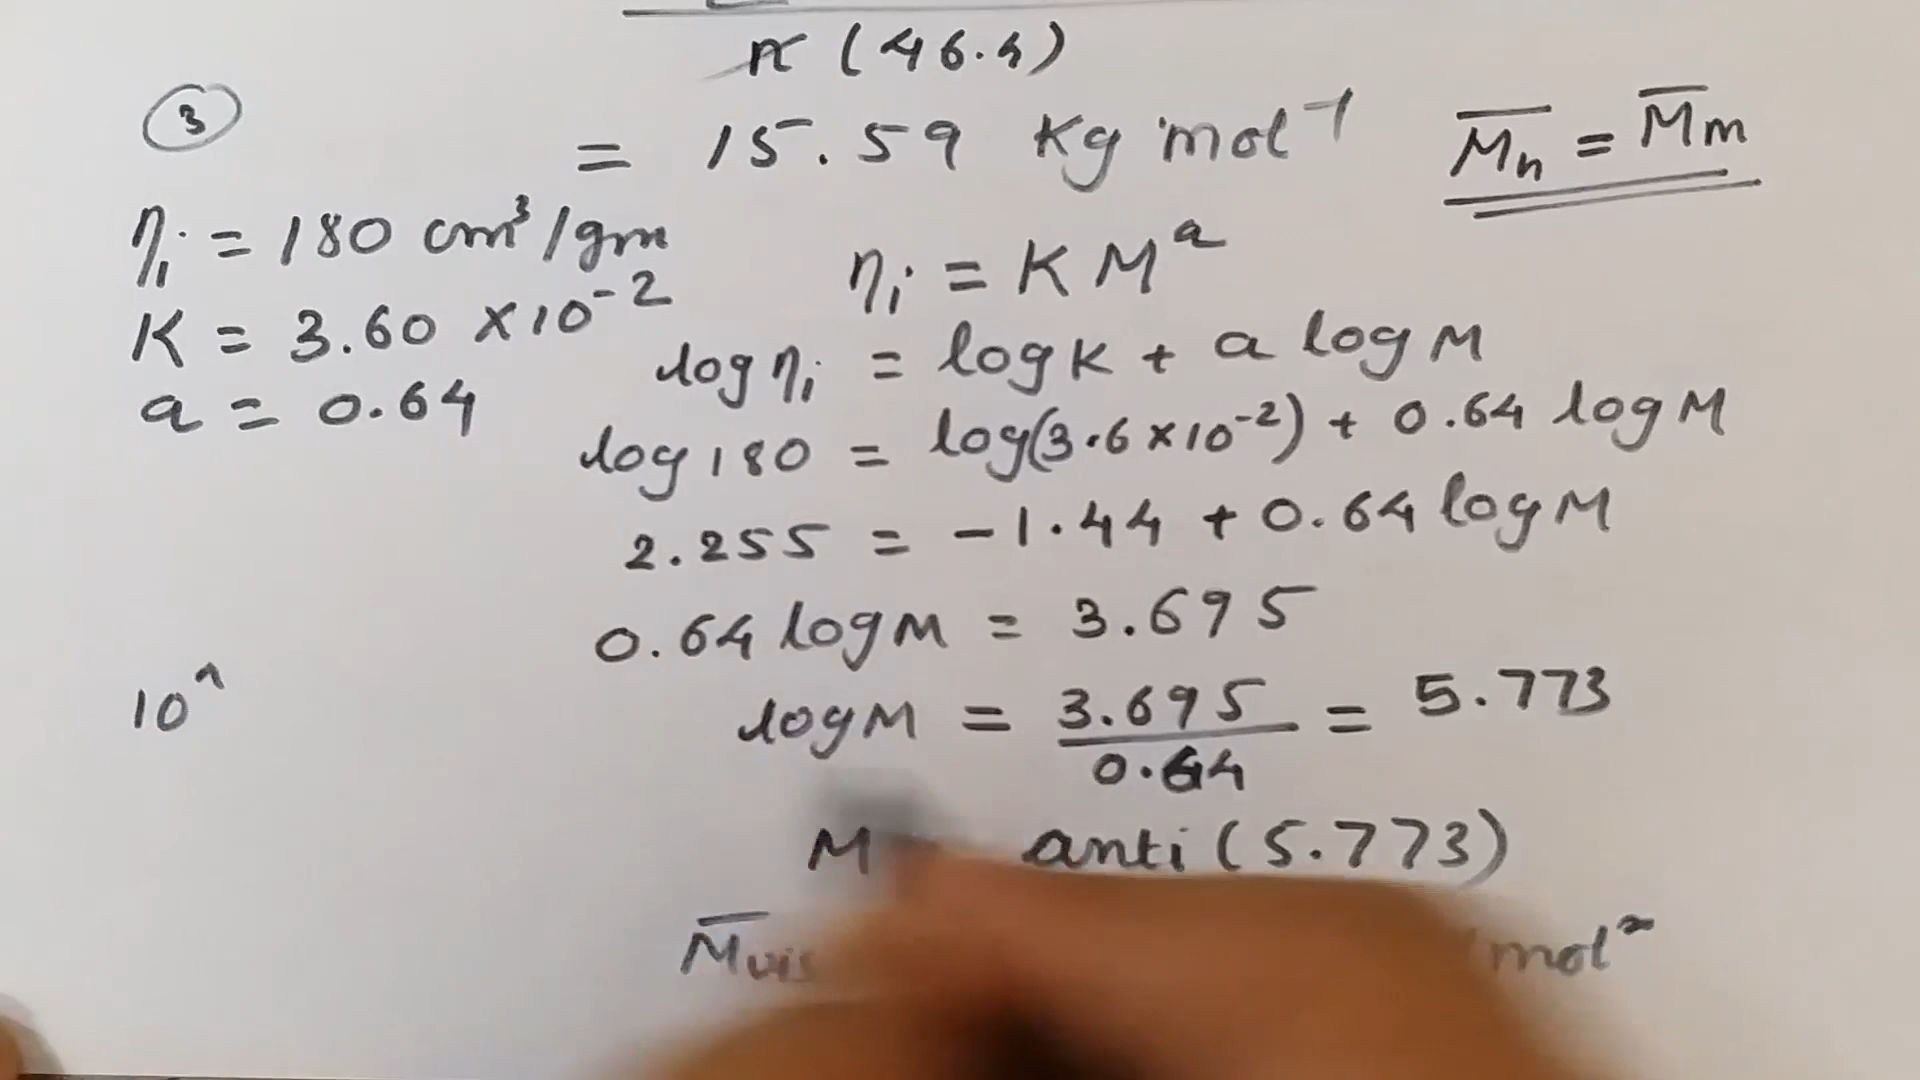 π (46.4)
③
= 15.59 Kg mol⁻¹
M̅n = M̅m
ηi = 180 cm³/gm
K = 3.60 × 10⁻²
a = 0.64
ηi = K Mᵃ
log ηi = log K + a log M
log 180 = log(3.6 × 10⁻²) + 0.64 log M
2.255 = -1.44 + 0.64 log M
0.64 log M = 3.695
log M = 3.695 / 0.64 = 5.773
10^
M anti (5.773)
M̅vis mol